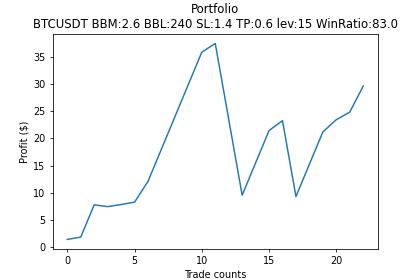 Portfolio
BTCUSDT BBM:2.6 BBL:240 SL:1.4 TP:0.6 lev:15 WinRatio:83.0
35
30
25
20
15
10
5
0
Profit ($)
0 5 10 15 20
Trade counts